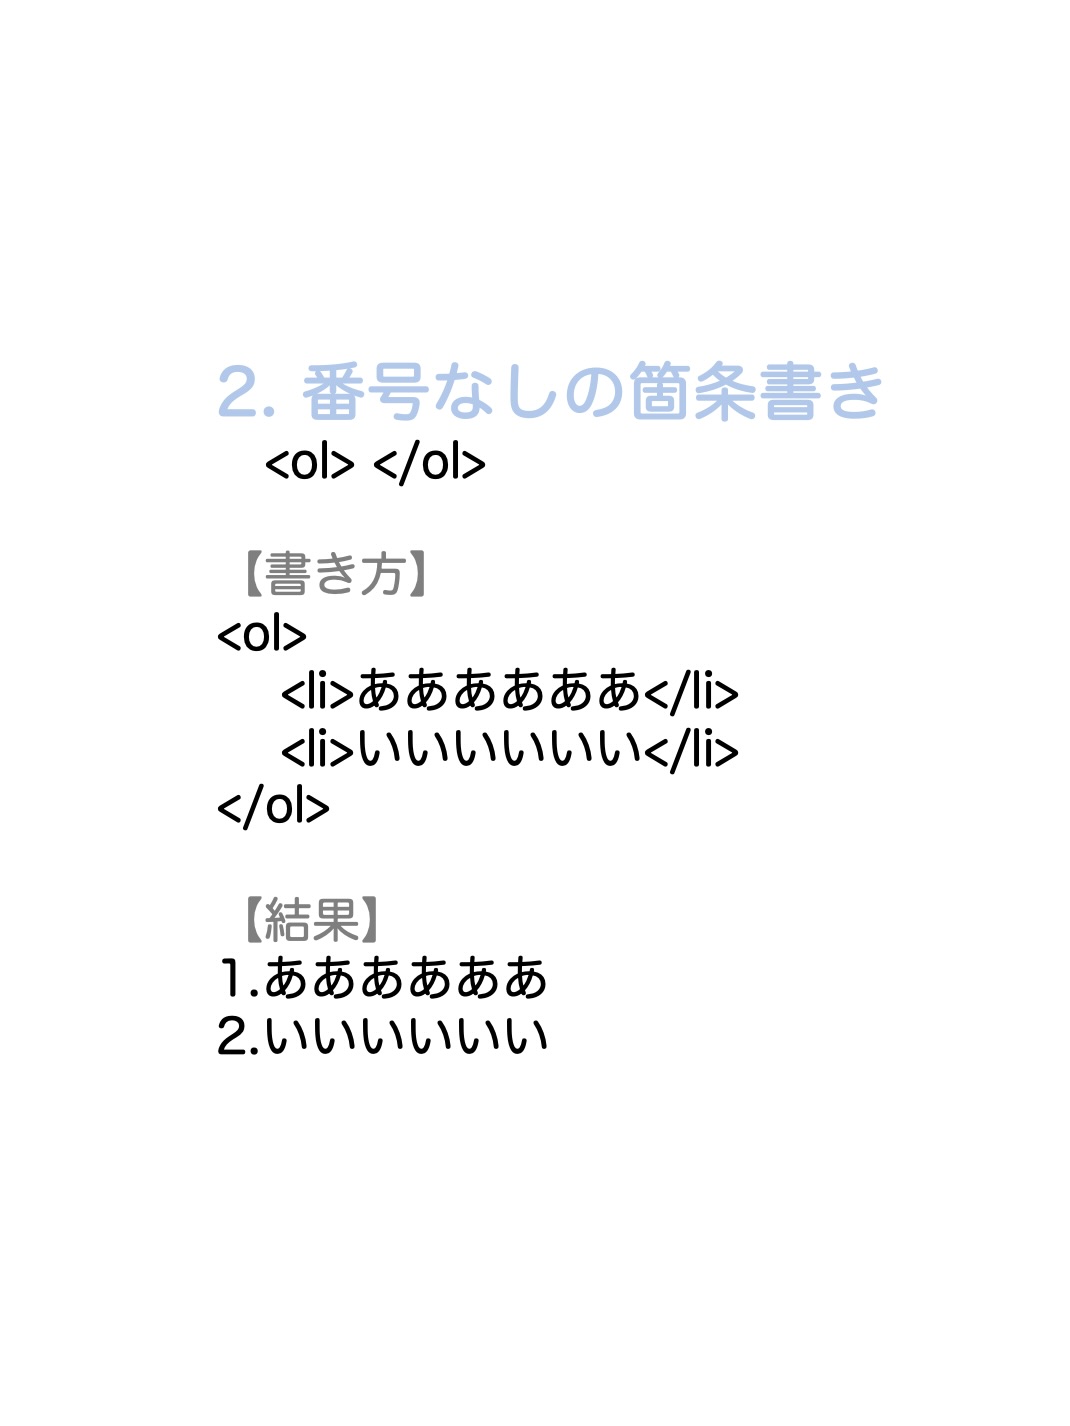 2. 番号なしの箇条書き
<ol> </ol>
【書き方】
<ol>
<li>ああああああ</li>
<li>いいいいいい</li>
</ol>
【結果】
1.ああああああ
2.いいいいいい